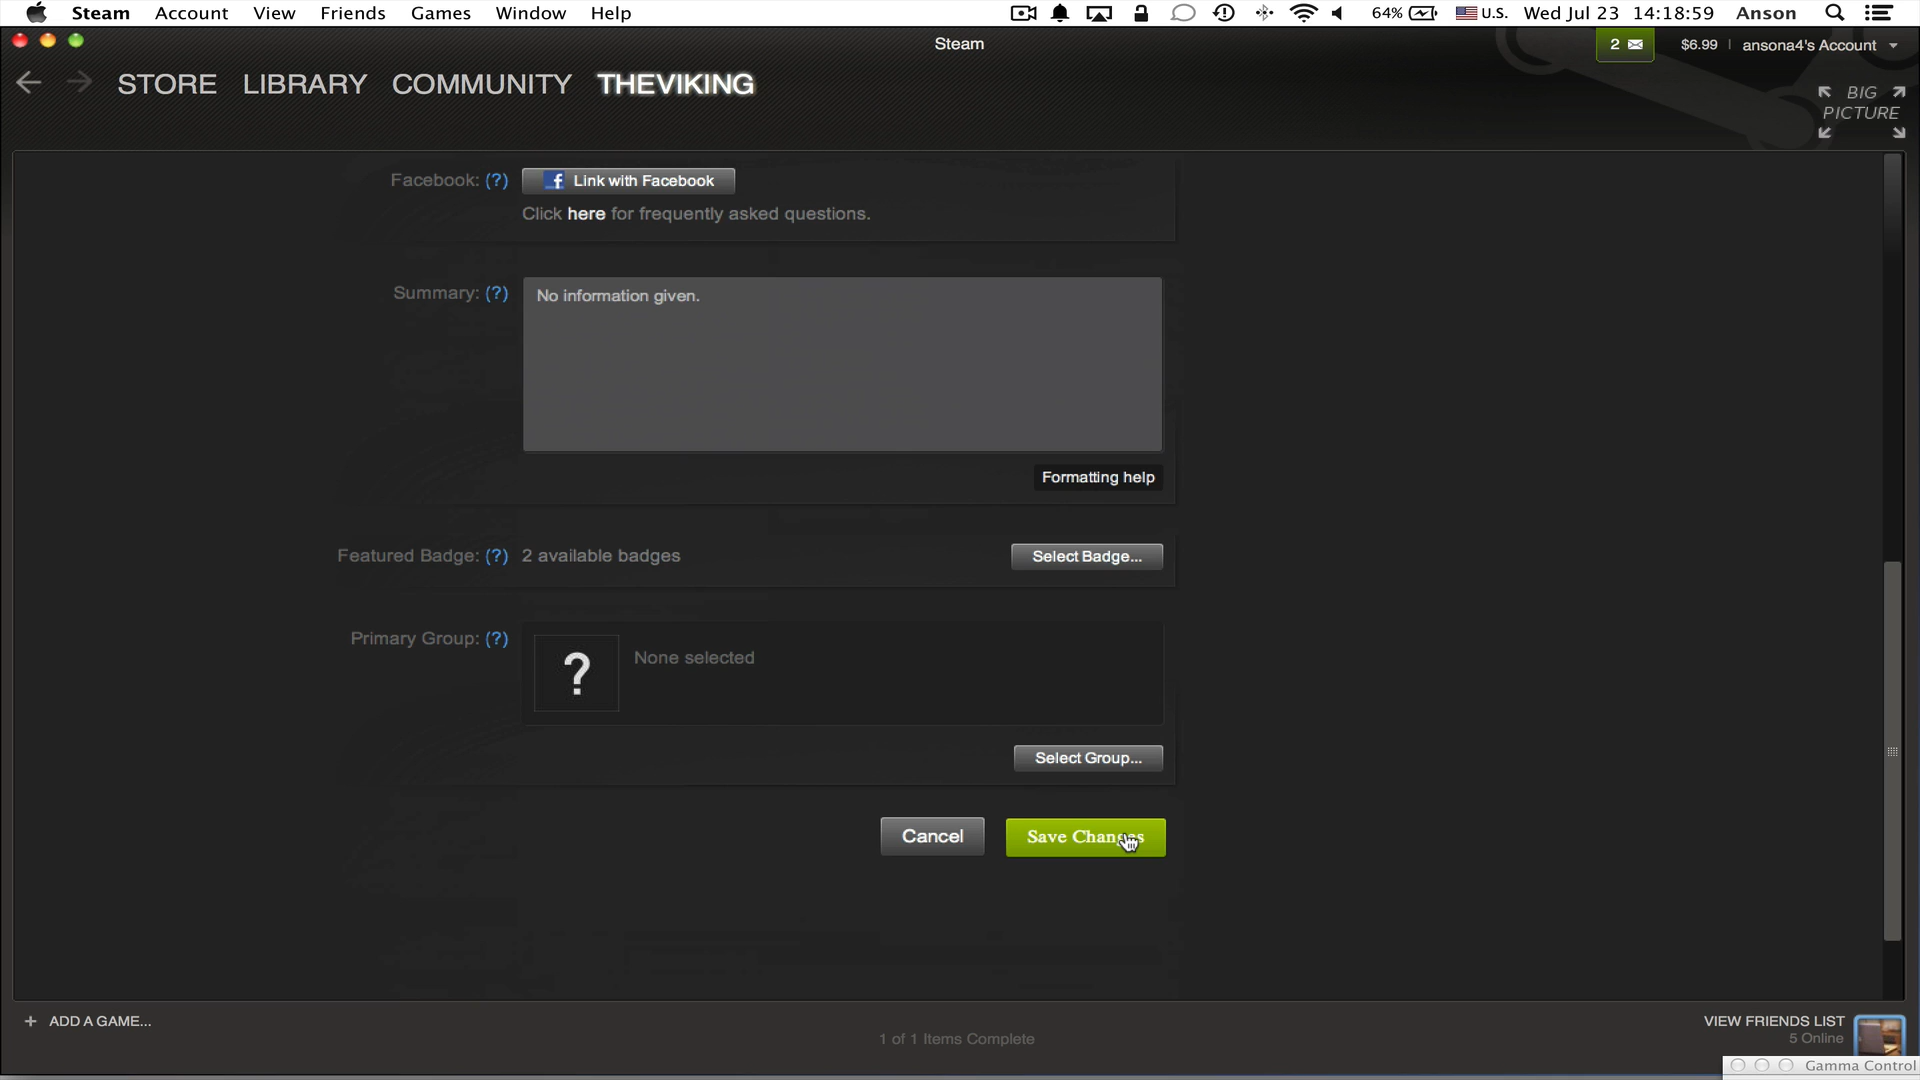 Steam Account View Friends Games Window Help 64% U.S. Wed Jul 23 14:18:59 Anson
Steam
2 $6.99 ansona4's Account
STORE LIBRARY COMMUNITY THEVIKING
BIG
PICTURE
Facebook: (?) f Link with Facebook
Click here for frequently asked questions.
Summary: (?) No information given.
Formatting help
Featured Badge: (?) 2 available badges Select Badge...
Primary Group: (?) ? None selected
Select Group...
Cancel Save Changes
+ ADD A GAME...
1 of 1 Items Complete
VIEW FRIENDS LIST
5 Online
Gamma Control